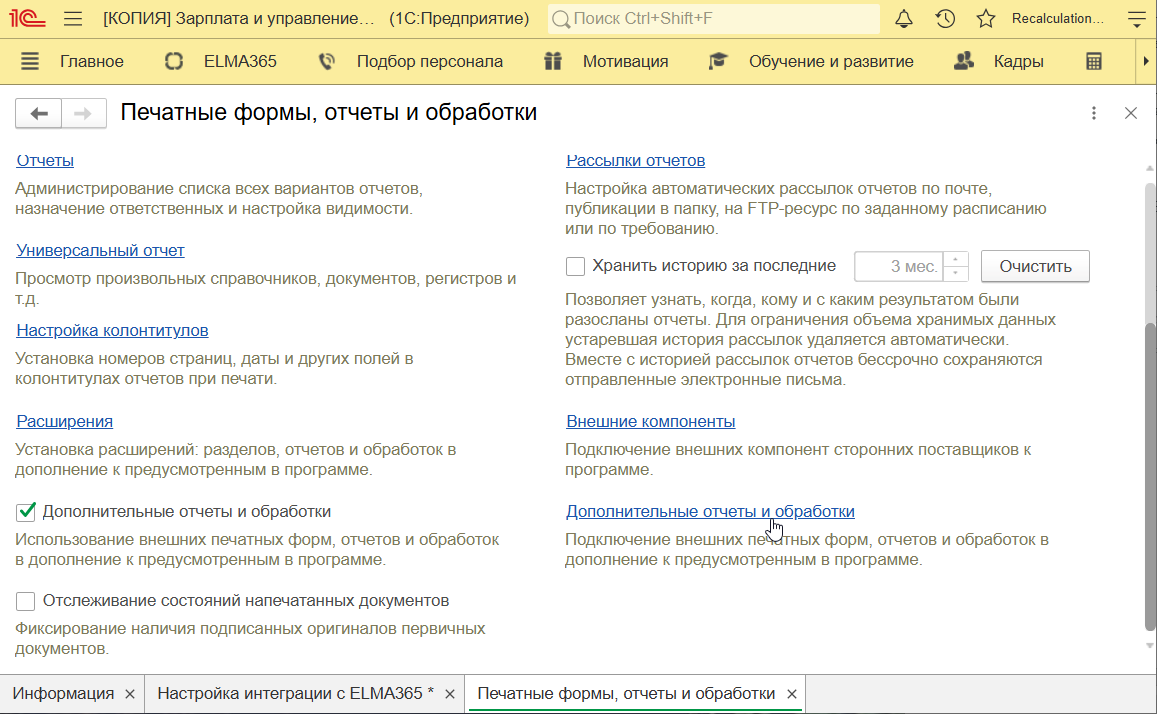 1С [КОПИЯ] Зарплата и управление... (1С:Предприятие) Поиск Ctrl+Shift+F Recalculation...
Главное ELMA365 Подбор персонала Мотивация Обучение и развитие Кадры
Печатные формы, отчеты и обработки
Отчеты
Администрирование списка всех вариантов отчетов,
назначение ответственных и настройка видимости.
Универсальный отчет
Просмотр произвольных справочников, документов, регистров и
т.д.
Настройка колонтитулов
Установка номеров страниц, даты и других полей в
колонтитулах отчетов при печати.
Расширения
Установка расширений: разделов, отчетов и обработок в
дополнение к предусмотренным в программе.
Дополнительные отчеты и обработки
Использование внешних печатных форм, отчетов и обработок
в дополнение к предусмотренным в программе.
Отслеживание состояний напечатанных документов
Фиксирование наличия подписанных оригиналов первичных
документов.
Рассылки отчетов
Настройка автоматических рассылок отчетов по почте,
публикации в папку, на FTP-ресурс по заданному расписанию
или по требованию.
Хранить историю за последние 3 мес. Очистить
Позволяет узнать, когда, кому и с каким результатом были
разосланы отчеты. Для ограничения объема хранимых данных
устаревшая история рассылок удаляется автоматически.
Вместе с историей рассылок отчетов бессрочно сохраняются
отправленные электронные письма.
Внешние компоненты
Подключение внешних компонент сторонних поставщиков к
программе.
Дополнительные отчеты и обработки
Подключение внешних печатных форм, отчетов и обработок в
дополнение к предусмотренным в программе.
Информация Настройка интеграции с ELMA365 * Печатные формы, отчеты и обработки